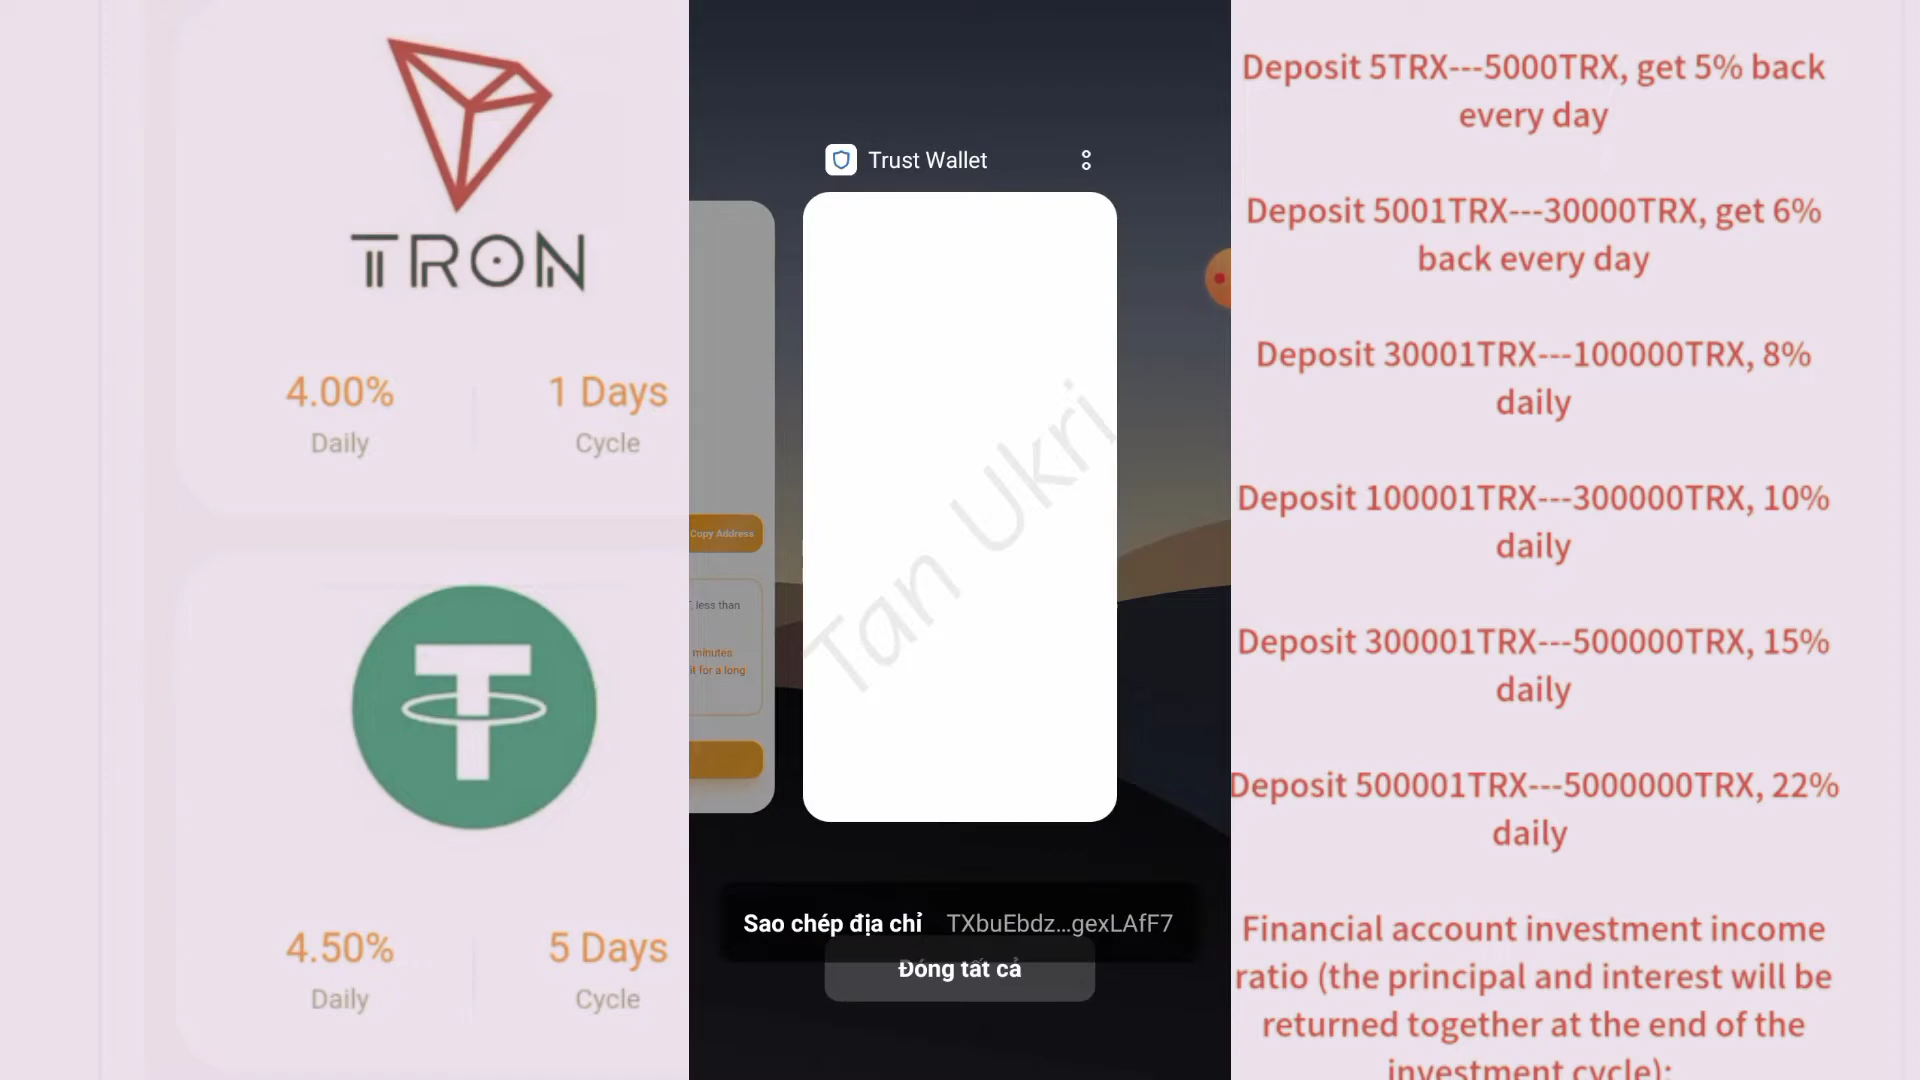 TRON
4.00%
1 Days
Daily
Cycle
4.50%
5 Days
Daily
Cycle
Trust Wallet
Copy Address
less than
minutes
it for a long
Tan Ukri
Sao chép địa chỉ TXbuEbdz...gexLAfF7
Đóng tất cả
Deposit 5TRX---5000TRX, get 5% back
every day
Deposit 5001TRX---30000TRX, get 6%
back every day
Deposit 30001TRX---100000TRX, 8%
daily
Deposit 100001TRX---300000TRX, 10%
daily
Deposit 300001TRX---500000TRX, 15%
daily
Deposit 500001TRX---5000000TRX, 22%
daily
Financial account investment income
ratio (the principal and interest will be
returned together at the end of the
investment cycle):